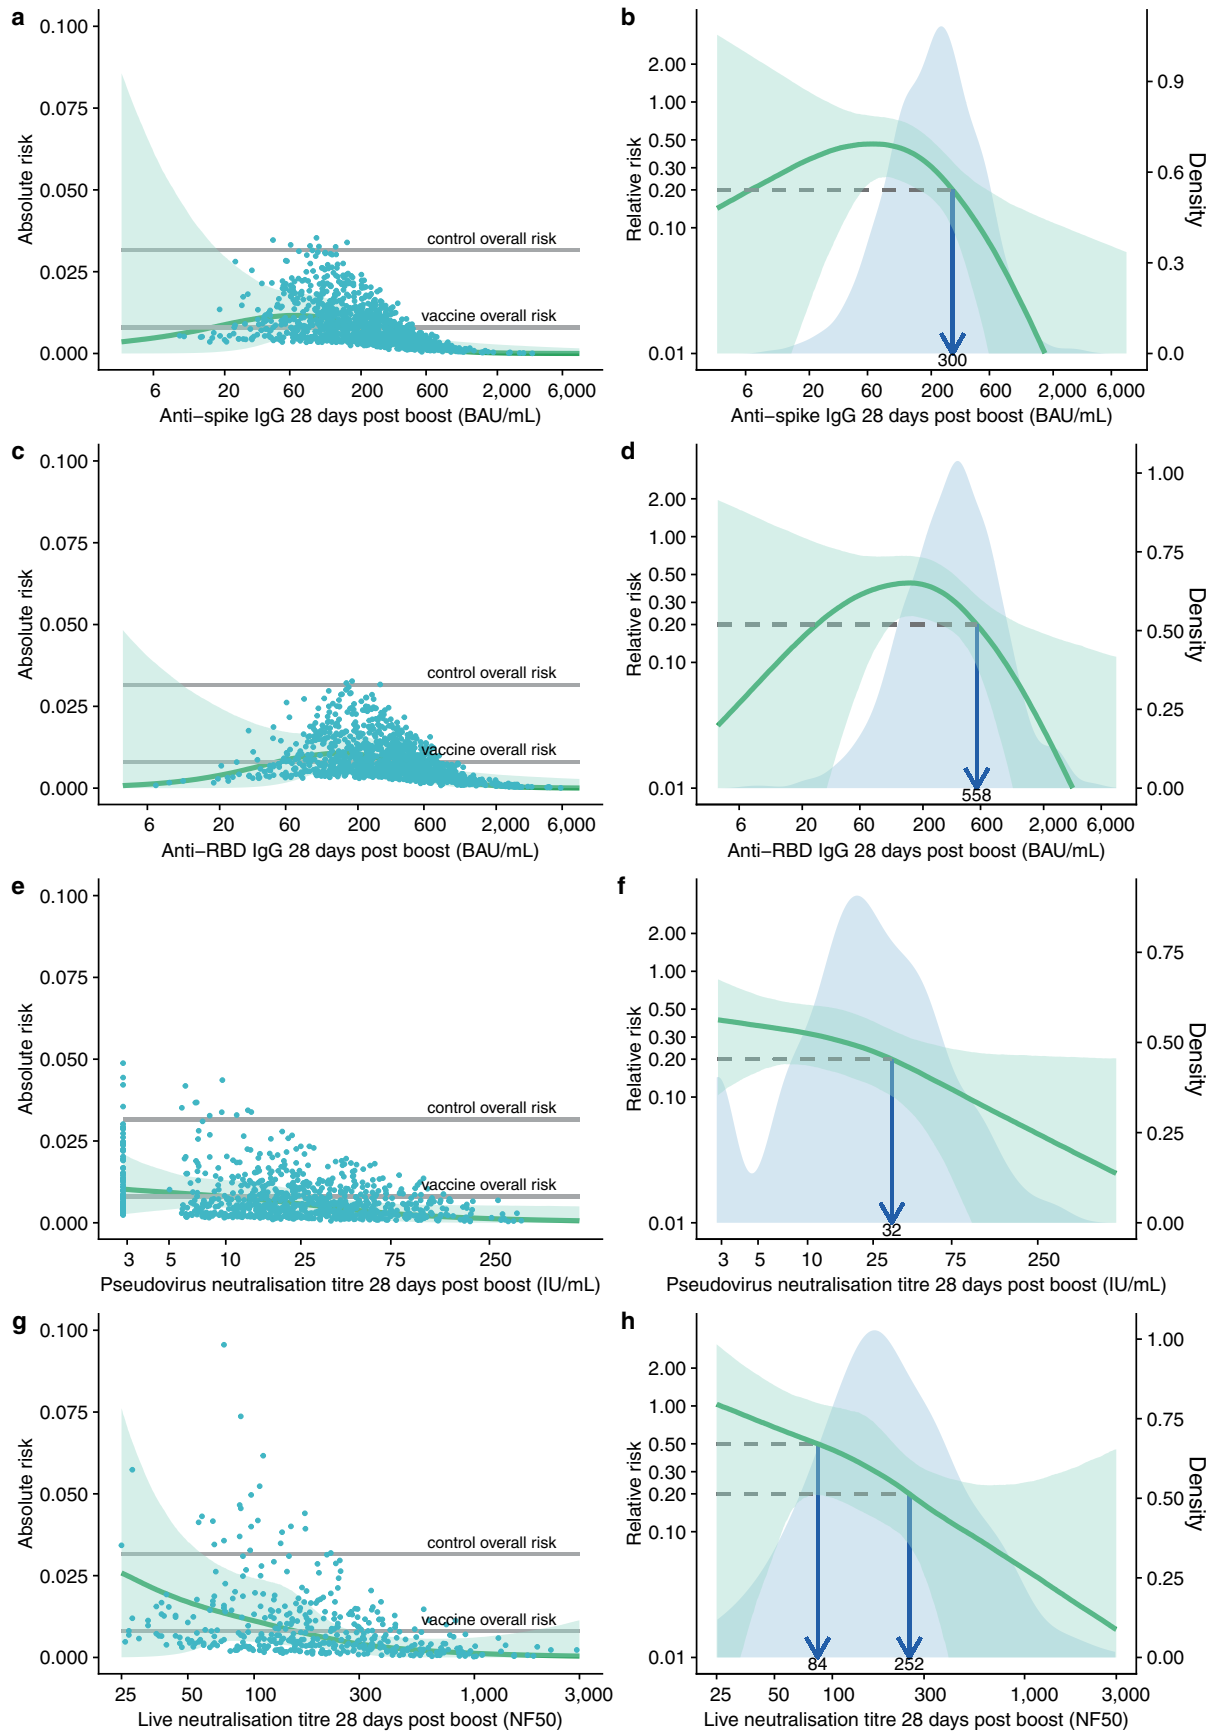 a
0.100
0.075
0.050
0.025
0.000
Absolute risk
control overall risk
vaccine overall risk
6 20 60 200 600 2,000 6,000
Anti−spike IgG 28 days post boost (BAU/mL)
b
2.00
1.00
0.50
0.30
0.20
0.10
0.01
Relative risk
0.9
0.6
0.3
0.0
Density
300
6 20 60 200 600 2,000 6,000
Anti−spike IgG 28 days post boost (BAU/mL)
c
0.100
0.075
0.050
0.025
0.000
Absolute risk
control overall risk
vaccine overall risk
6 20 60 200 600 2,000 6,000
Anti−RBD IgG 28 days post boost (BAU/mL)
d
2.00
1.00
0.50
0.30
0.20
0.10
0.01
Relative risk
1.00
0.75
0.50
0.25
0.00
Density
558
6 20 60 200 600 2,000 6,000
Anti−RBD IgG 28 days post boost (BAU/mL)
e
0.100
0.075
0.050
0.025
0.000
Absolute risk
control overall risk
vaccine overall risk
3 5 10 25 75 250
Pseudovirus neutralisation titre 28 days post boost (IU/mL)
f
2.00
1.00
0.50
0.30
0.20
0.10
0.01
Relative risk
0.75
0.50
0.25
0.00
Density
32
3 5 10 25 75 250
Pseudovirus neutralisation titre 28 days post boost (IU/mL)
g
0.100
0.075
0.050
0.025
0.000
Absolute risk
control overall risk
vaccine overall risk
25 50 100 300 1,000 3,000
Live neutralisation titre 28 days post boost (NF50)
h
2.00
1.00
0.50
0.30
0.20
0.10
0.01
Relative risk
1.00
0.75
0.50
0.25
0.00
Density
84 252
25 50 100 300 1,000 3,000
Live neutralisation titre 28 days post boost (NF50)